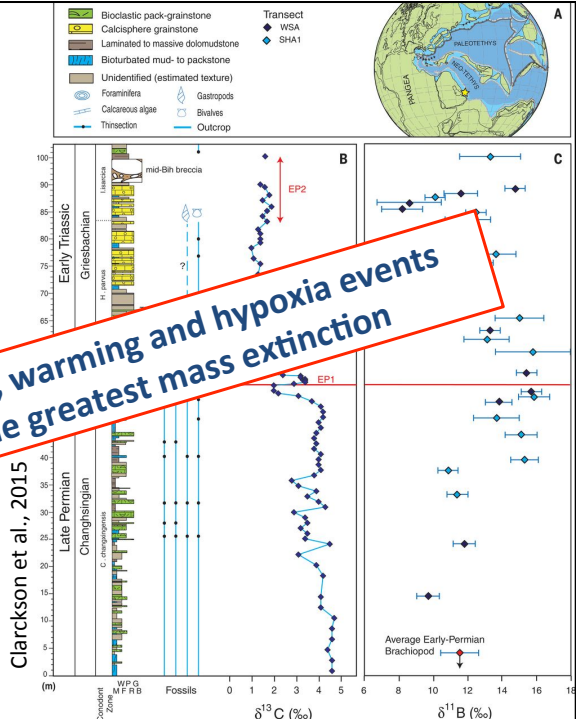 Bioclastic pack-grainstone
Calcisphere grainstone
Laminated to massive dolomudstone
Bioturbated mud- to packstone
Unidentified (estimated texture)
Foraminifera
Gastropods
Calcareous algae
Bivalves
Thinsection
Outcrop
Transect
WSA
SHA1
A
PALEOTETHYS
NEO-TETHYS
PANGEA
B
C
mid-Bih breccia
EP2
?
EP1
, warming and hypoxia events
e greatest mass extinction
Clarckson et al., 2015
Early Triassic
Late Permian
Griesbachian
Changhsingian
I.isarcica
H. parvus
C. changxingensis
100
95
90
85
80
75
70
65
45
40
35
30
25
20
15
10
5
0
(m)
Average Early-Permian
Brachiopod
W P G
M F R B
Conodont
Zone
Fossils
0 1 2 3 4 5
δ13C (‰)
6 8 10 12 14 16 18
δ11B (‰)